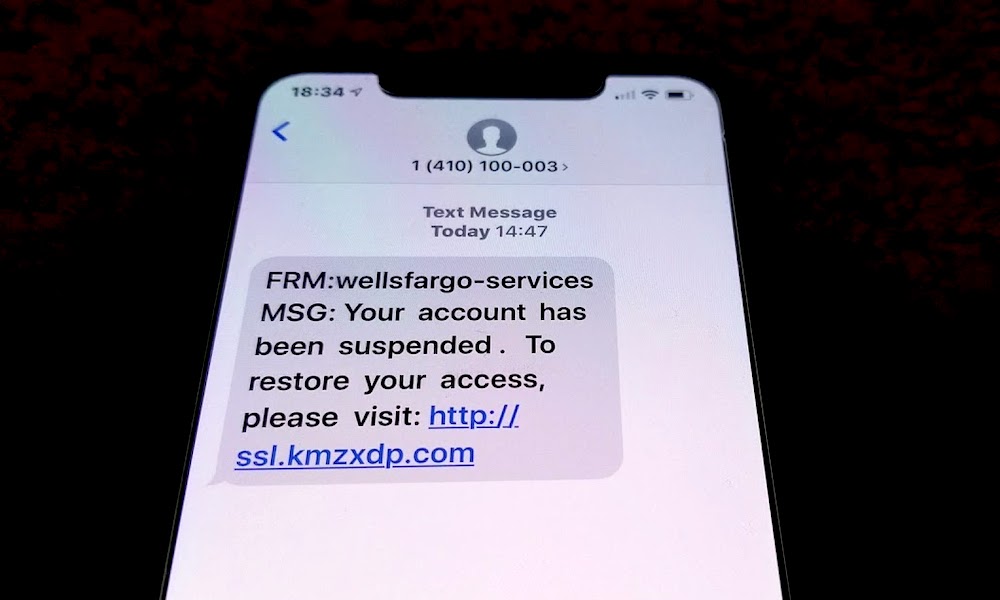 18:34
1 (410) 100-003 >
Text Message
Today 14:47
FRM:wellsfargo-services
MSG: Your account has
been suspended . To
restore your access,
please visit: http://
ssl.kmzxdp.com